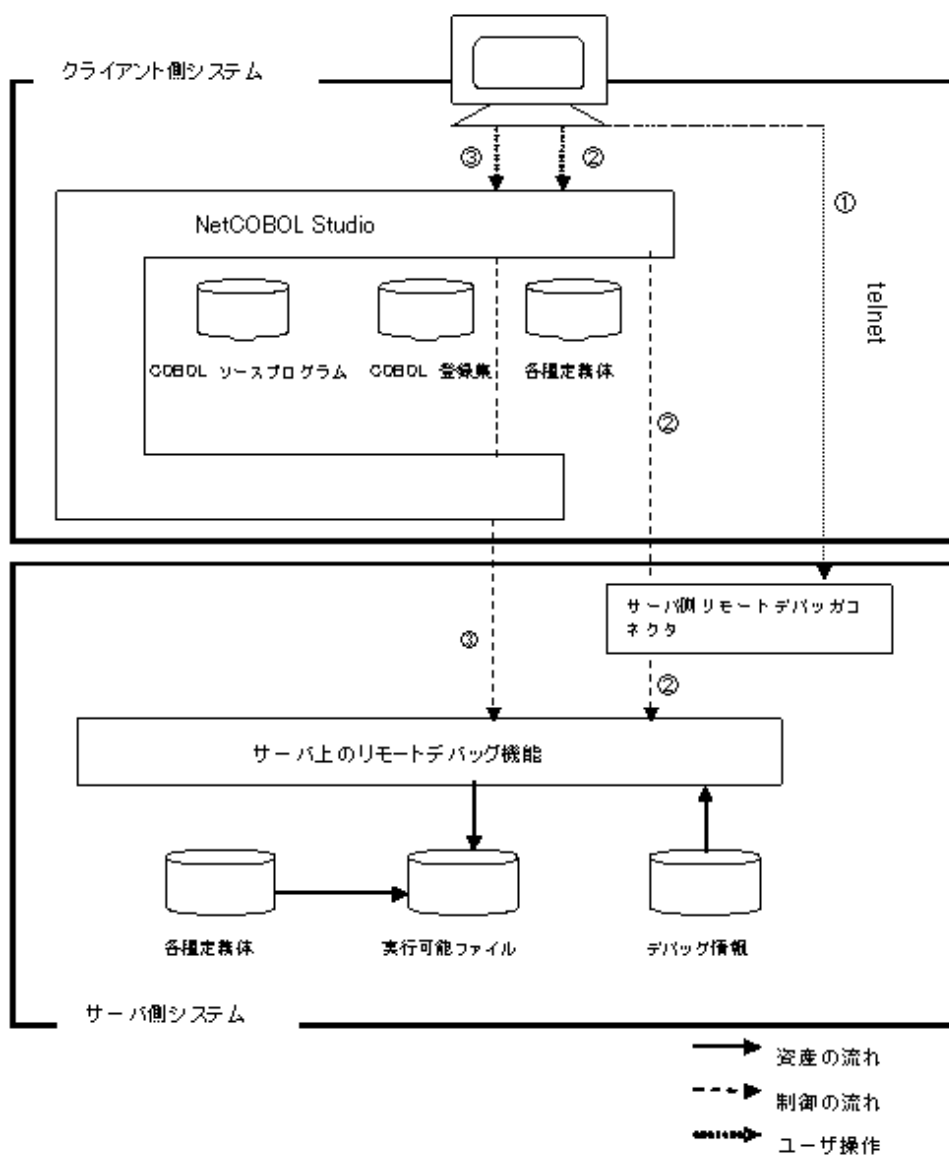 クライアント側システム
③
②
①
NetCOBOL Studio
telnet
COBOL ソースプログラム
COBOL 登録集
各種定義体
②
サーバ側リモートデバッガコ
ネクタ
③
②
サーバ上のリモートデバッグ機能
各種定義体
実行可能ファイル
デバッグ情報
サーバ側システム
資産の流れ
制御の流れ
ユーザ操作